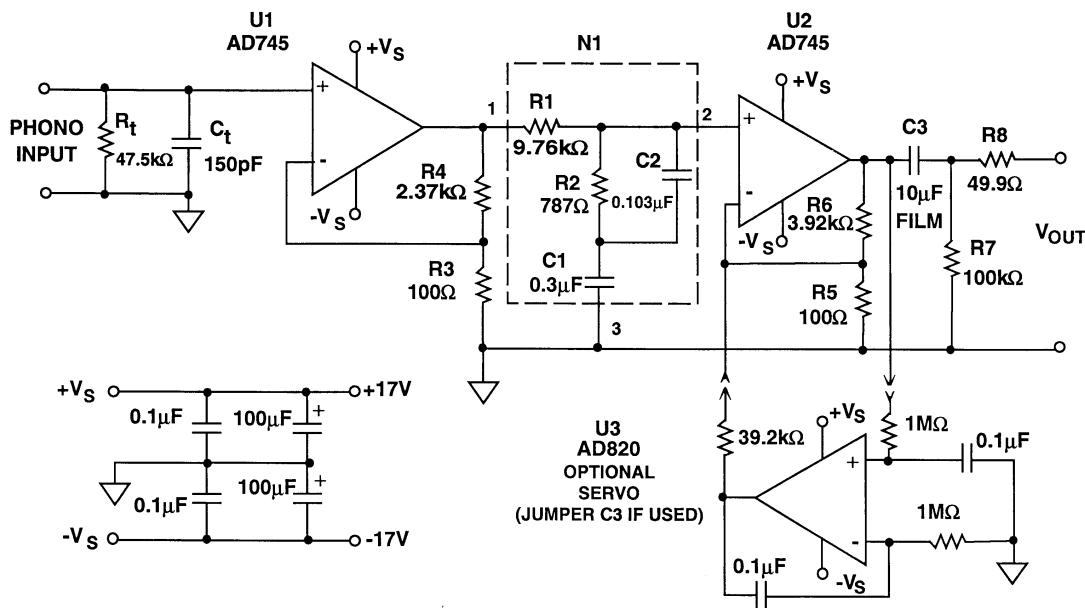 U1
AD745
+VS
-VS
+
-
PHONO
INPUT
Rt
47.5kΩ
Ct
150pF
R4
2.37kΩ
R3
100Ω
1
N1
R1
9.76kΩ
R2
787Ω
C2
0.103μF
C1
0.3μF
2
3
U2
AD745
+VS
-VS
+
-
C3
10μF
FILM
R8
49.9Ω
R6
3.92kΩ
R5
100Ω
R7
100kΩ
VOUT
+VS
+17V
0.1μF
100μF
+
0.1μF
100μF
+
-VS
-17V
U3
AD820
OPTIONAL
SERVO
(JUMPER C3 IF USED)
39.2kΩ
+VS
-VS
+
-
1MΩ
0.1μF
1MΩ
0.1μF